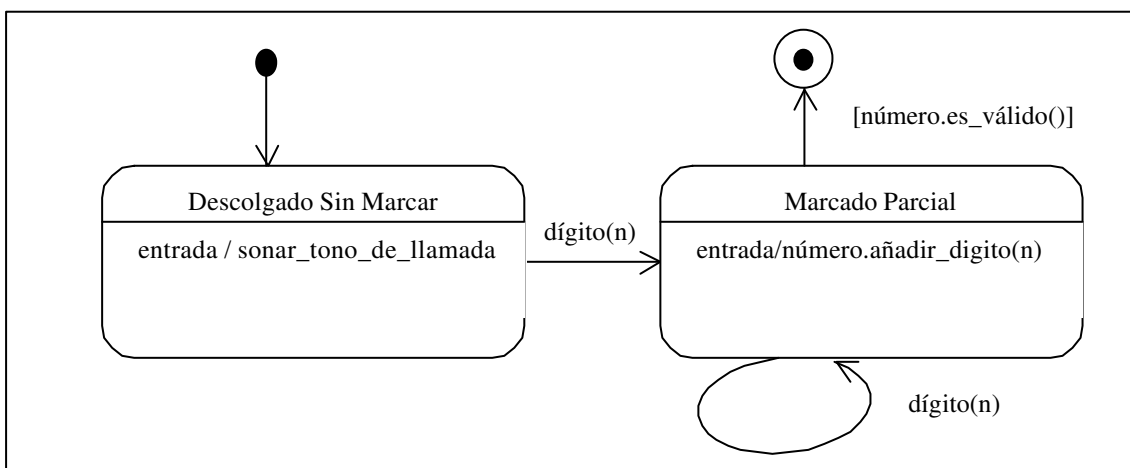 [número.es_válido()]
Descolgado Sin Marcar
entrada / sonar_tono_de_llamada
dígito(n)
Marcado Parcial
entrada/número.añadir_digito(n)
dígito(n)